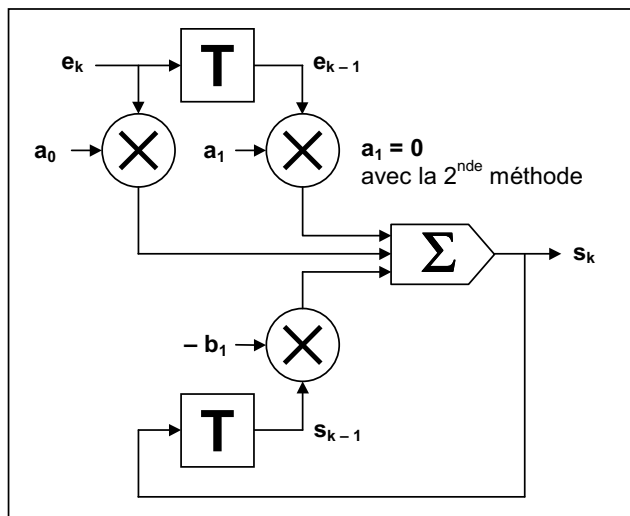 eₖ T eₖ ₋ ₁
a₀ a₁ a₁ = 0
avec la 2ⁿᵈᵉ méthode
Σ sₖ
– b₁
T sₖ ₋ ₁